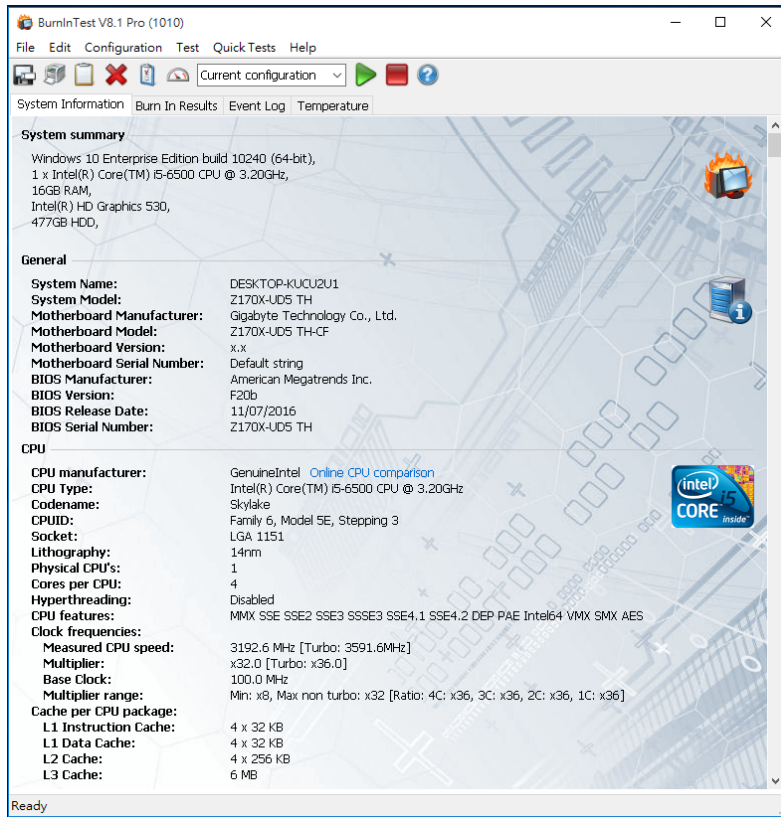 BurnInTest V8.1 Pro (1010)
File Edit Configuration Test Quick Tests Help
Current configuration
System Information Burn In Results Event Log Temperature
System summary
Windows 10 Enterprise Edition build 10240 (64-bit),
1 x Intel(R) Core(TM) i5-6500 CPU @ 3.20GHz,
16GB RAM,
Intel(R) HD Graphics 530,
477GB HDD,
General
System Name: DESKTOP-KUCU2U1
System Model: Z170X-UD5 TH
Motherboard Manufacturer: Gigabyte Technology Co., Ltd.
Motherboard Model: Z170X-UD5 TH-CF
Motherboard Version: x.x
Motherboard Serial Number: Default string
BIOS Manufacturer: American Megatrends Inc.
BIOS Version: F20b
BIOS Release Date: 11/07/2016
BIOS Serial Number: Z170X-UD5 TH
CPU
CPU manufacturer: GenuineIntel Online CPU comparison
CPU Type: Intel(R) Core(TM) i5-6500 CPU @ 3.20GHz
Codename: Skylake
CPUID: Family 6, Model 5E, Stepping 3
Socket: LGA 1151
Lithography: 14nm
Physical CPU's: 1
Cores per CPU: 4
Hyperthreading: Disabled
CPU features: MMX SSE SSE2 SSE3 SSSE3 SSE4.1 SSE4.2 DEP PAE Intel64 VMX SMX AES
Clock frequencies:
Measured CPU speed: 3192.6 MHz [Turbo: 3591.6MHz]
Multiplier: x32.0 [Turbo: x36.0]
Base Clock: 100.0 MHz
Multiplier range: Min: x8, Max non turbo: x32 [Ratio: 4C: x36, 3C: x36, 2C: x36, 1C: x36]
Cache per CPU package:
L1 Instruction Cache: 4 x 32 KB
L1 Data Cache: 4 x 32 KB
L2 Cache: 4 x 256 KB
L3 Cache: 6 MB
intel
CORE i5
inside
Ready